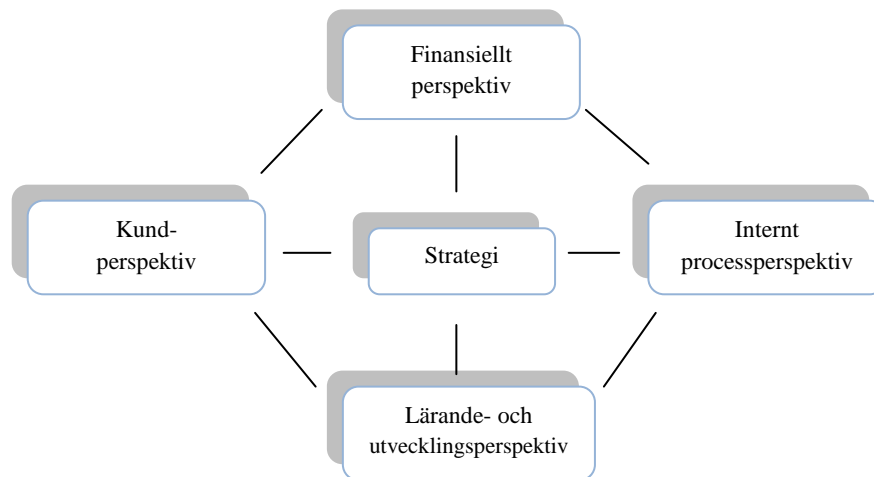 Finansiellt
perspektiv
Kund-
perspektiv
Strategi
Internt
processperspektiv
Lärande- och
utvecklingsperspektiv